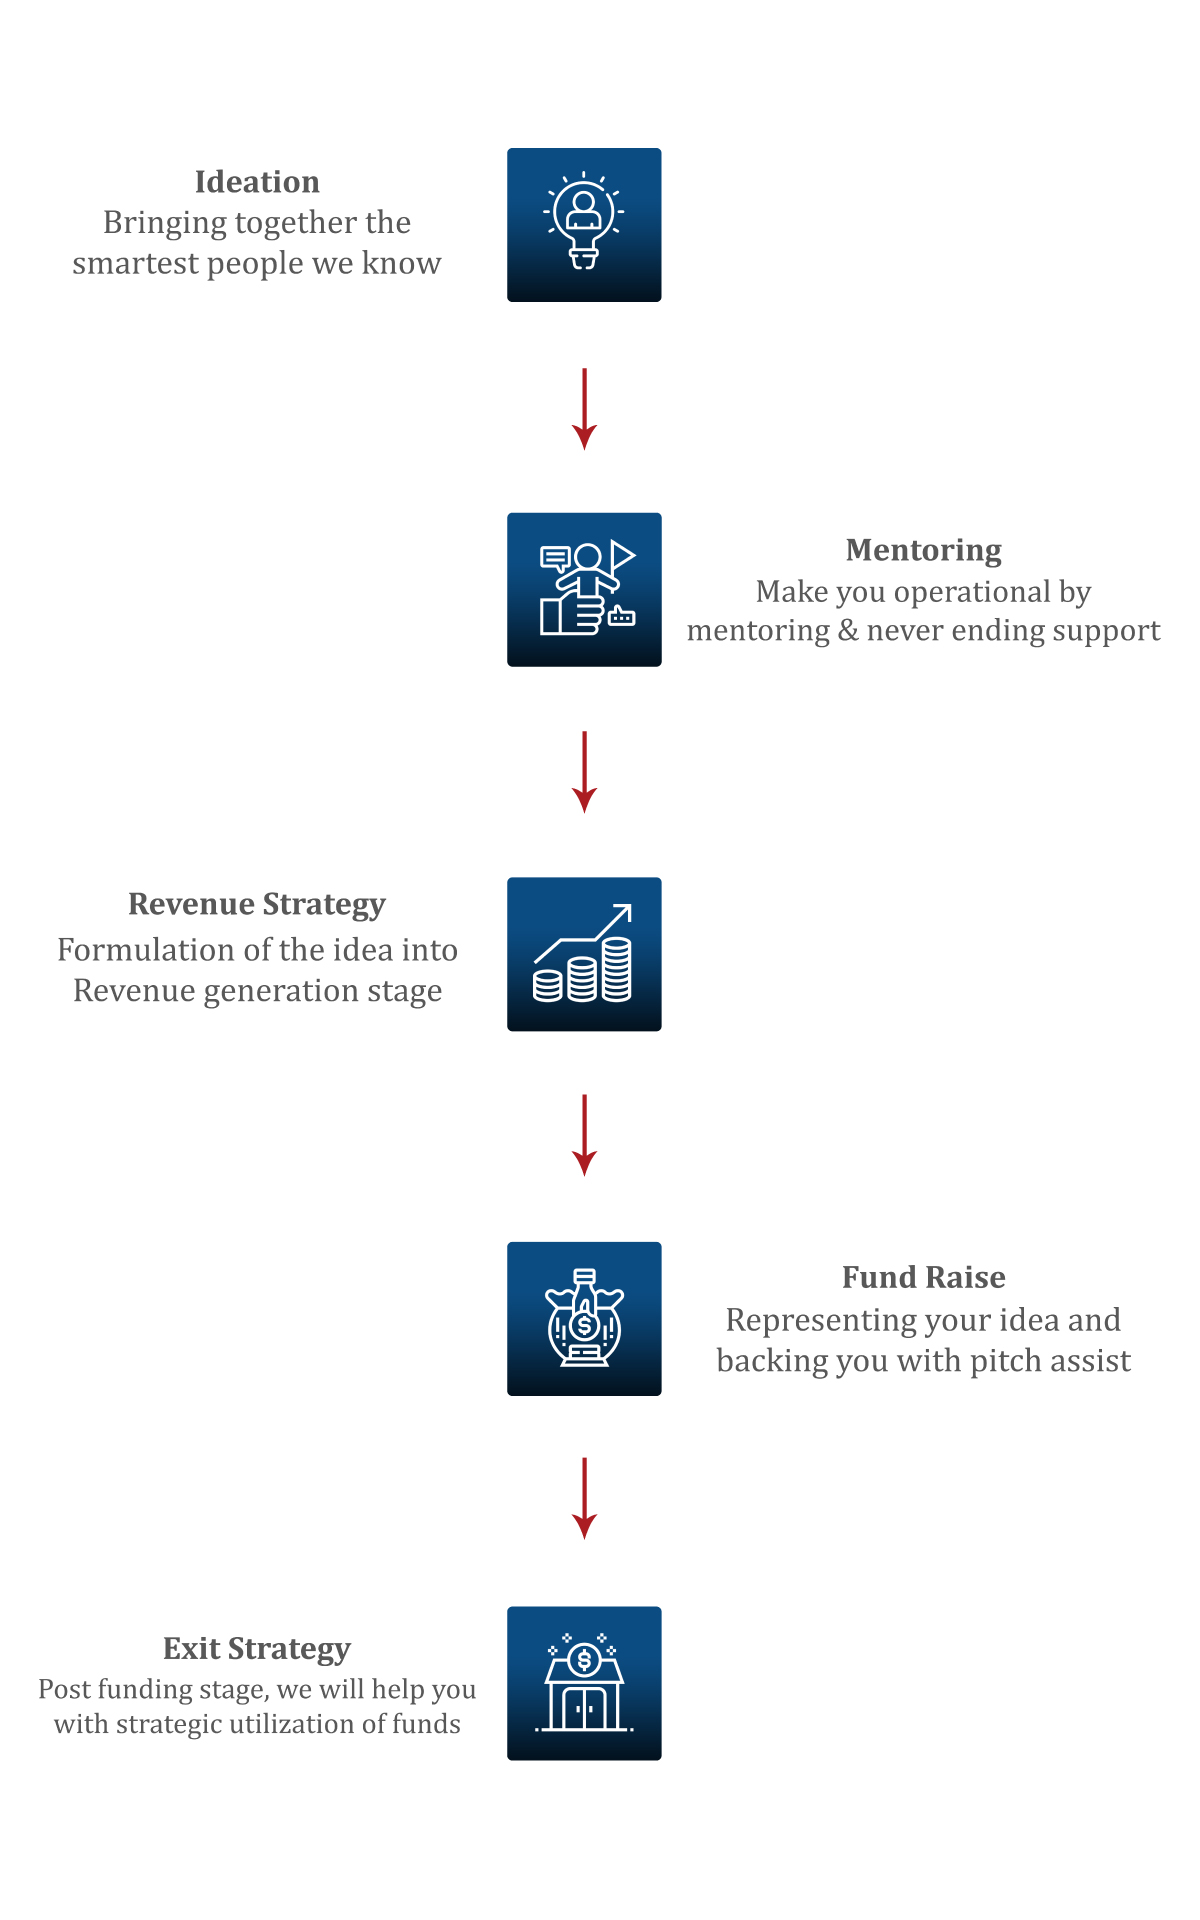 Ideation
Bringing together the
smartest people we know
Mentoring
Make you operational by
mentoring & never ending support
Revenue Strategy
Formulation of the idea into
Revenue generation stage
Fund Raise
Representing your idea and
backing you with pitch assist
Exit Strategy
Post funding stage, we will help you
with strategic utilization of funds